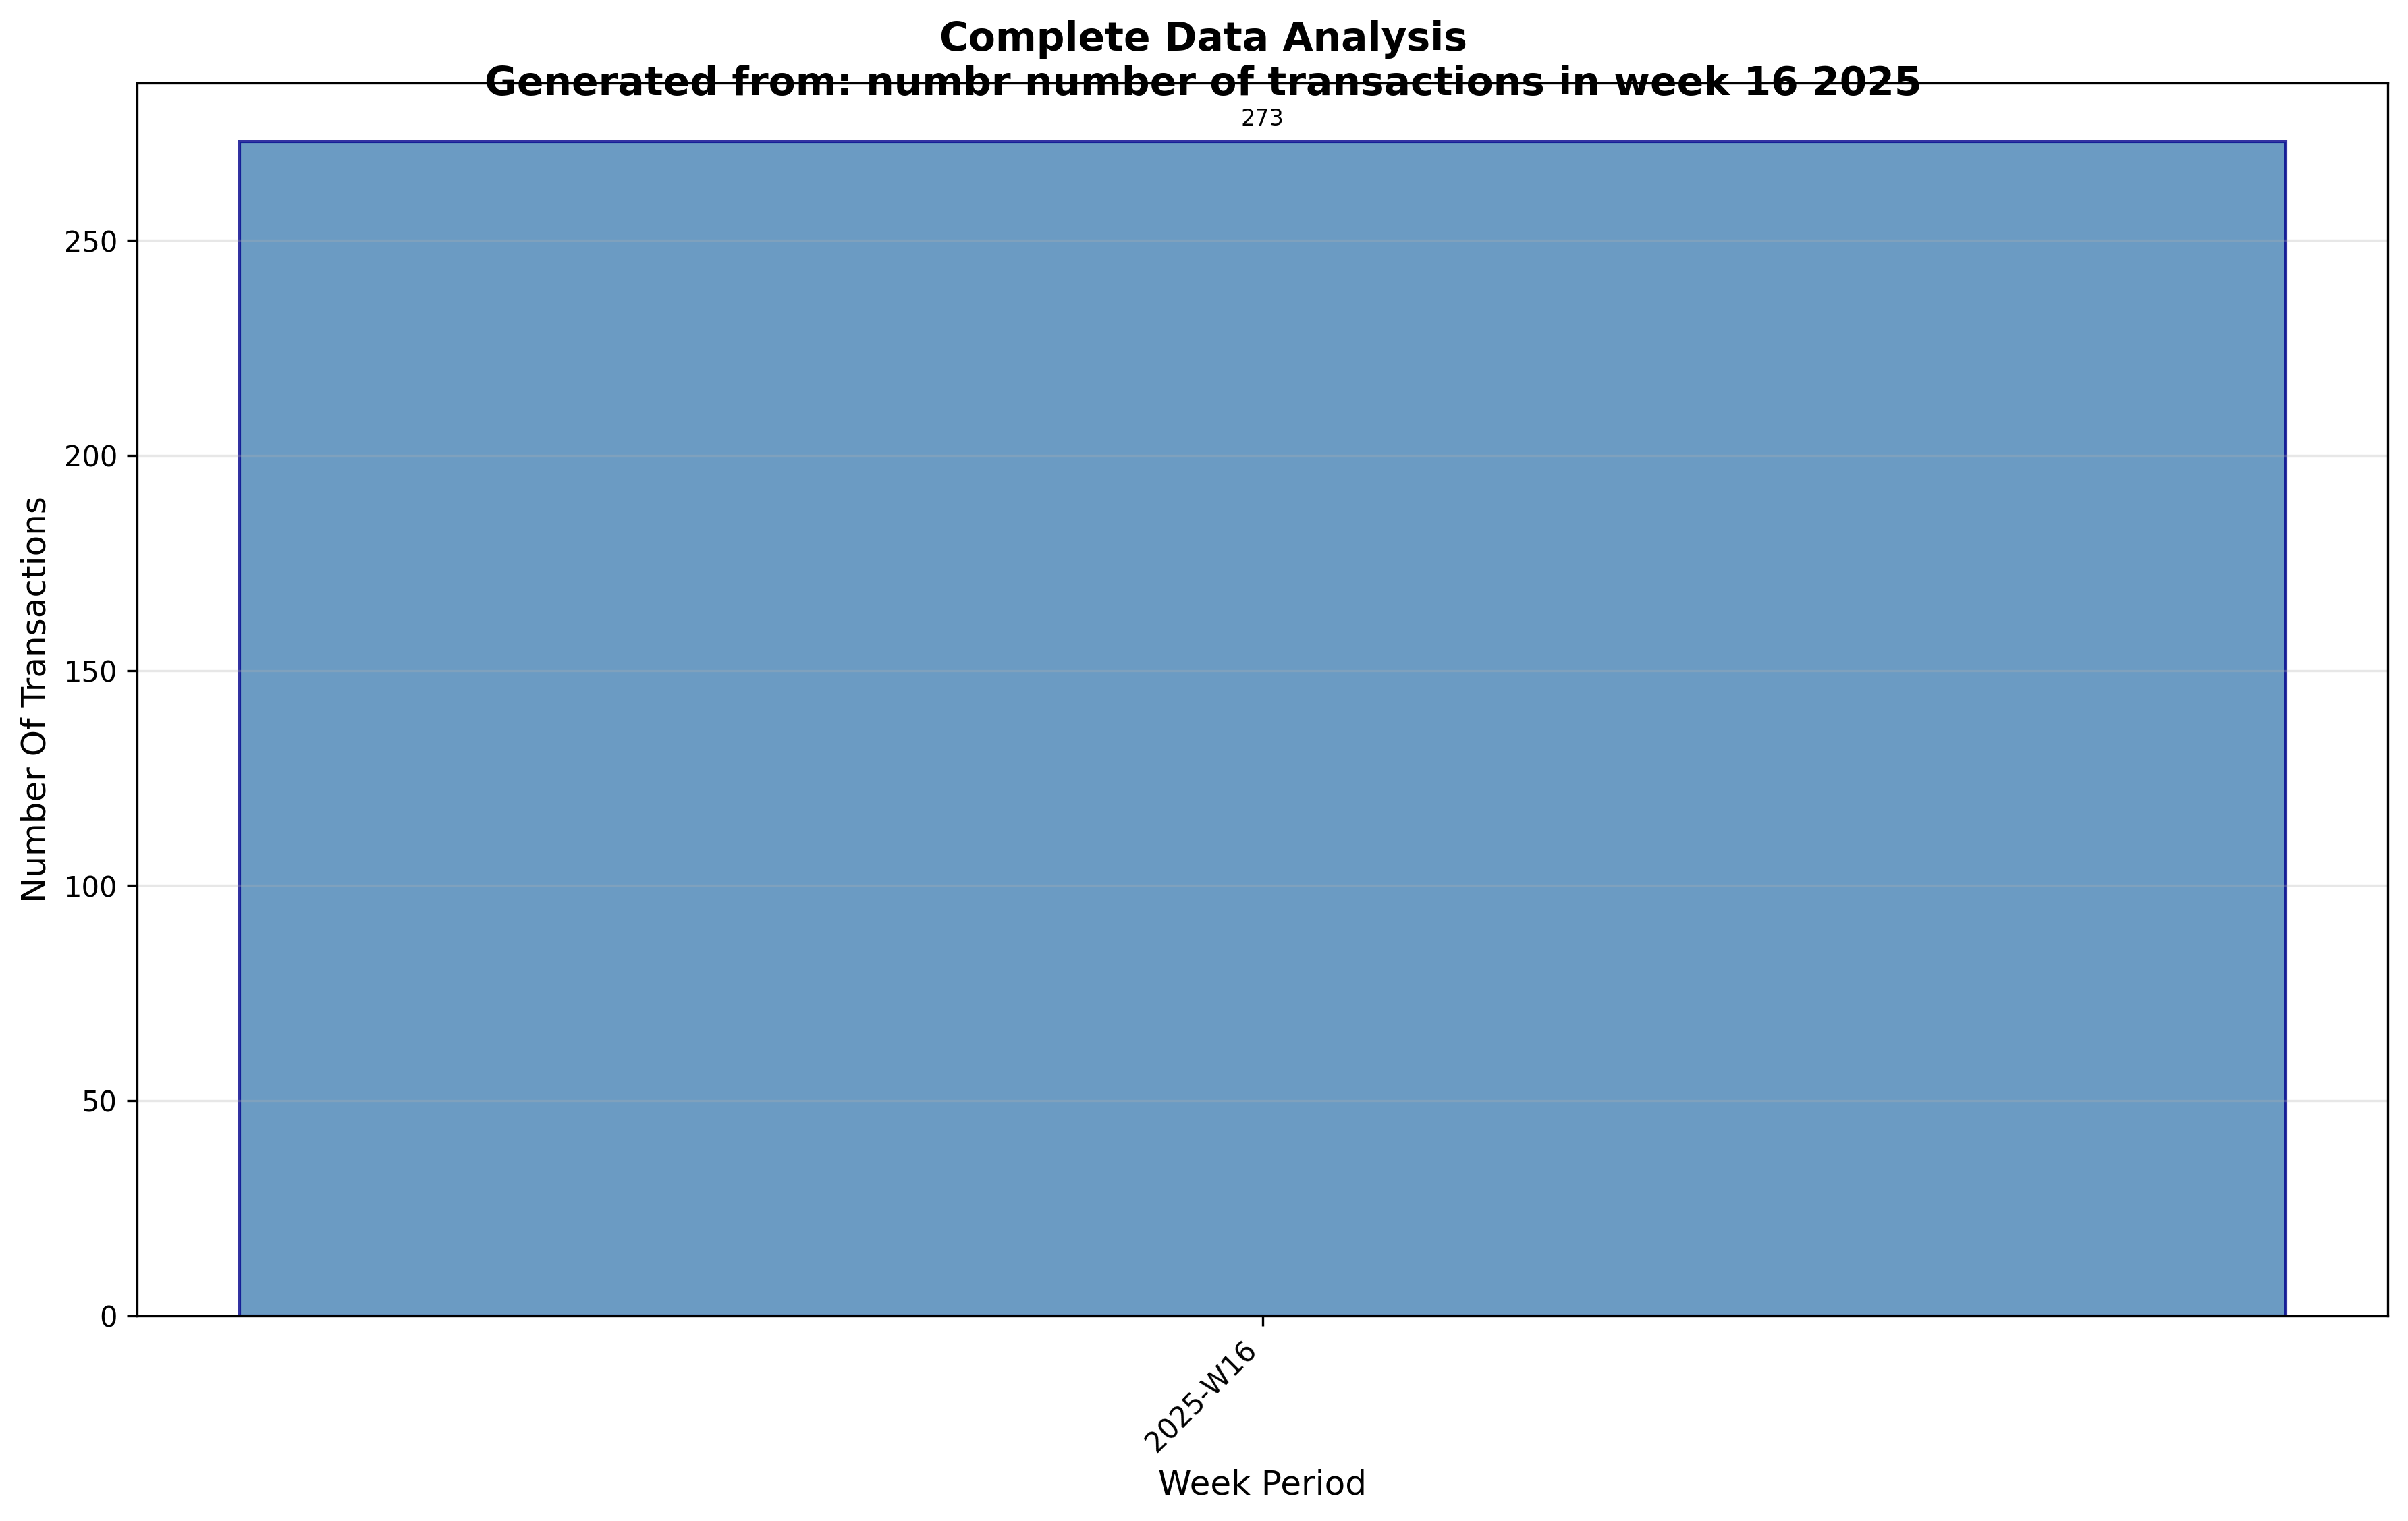 Complete Data Analysis
Generated from: numbr number of transactions in week 16 2025
273
250
200
150
100
50
0
Number Of Transactions
2025-W16
Week Period